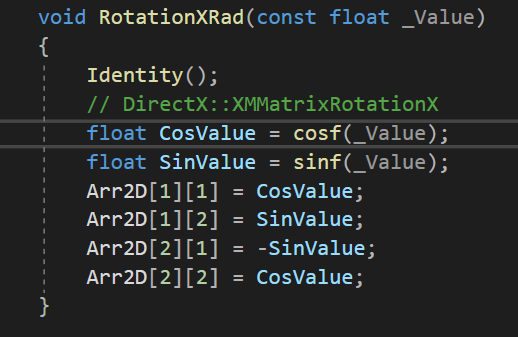 void RotationXRad(const float _Value)
{
Identity();
// DirectX::XMMatrixRotationX
float CosValue = cosf(_Value);
float SinValue = sinf(_Value);
Arr2D[1][1] = CosValue;
Arr2D[1][2] = SinValue;
Arr2D[2][1] = -SinValue;
Arr2D[2][2] = CosValue;
}